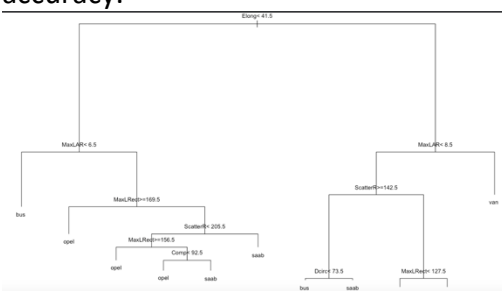 accuracy.
Elong< 41.5
MaxLAR< 6.5
MaxLAR< 8.5
bus
MaxLRect>=169.5
ScatterR>=142.5
van
opel
ScatterR< 205.5
MaxLRect>=156.5
saab
opel
Comp< 92.5
opel
saab
Dcirc< 73.5
MaxLRect< 127.5
bus
saab